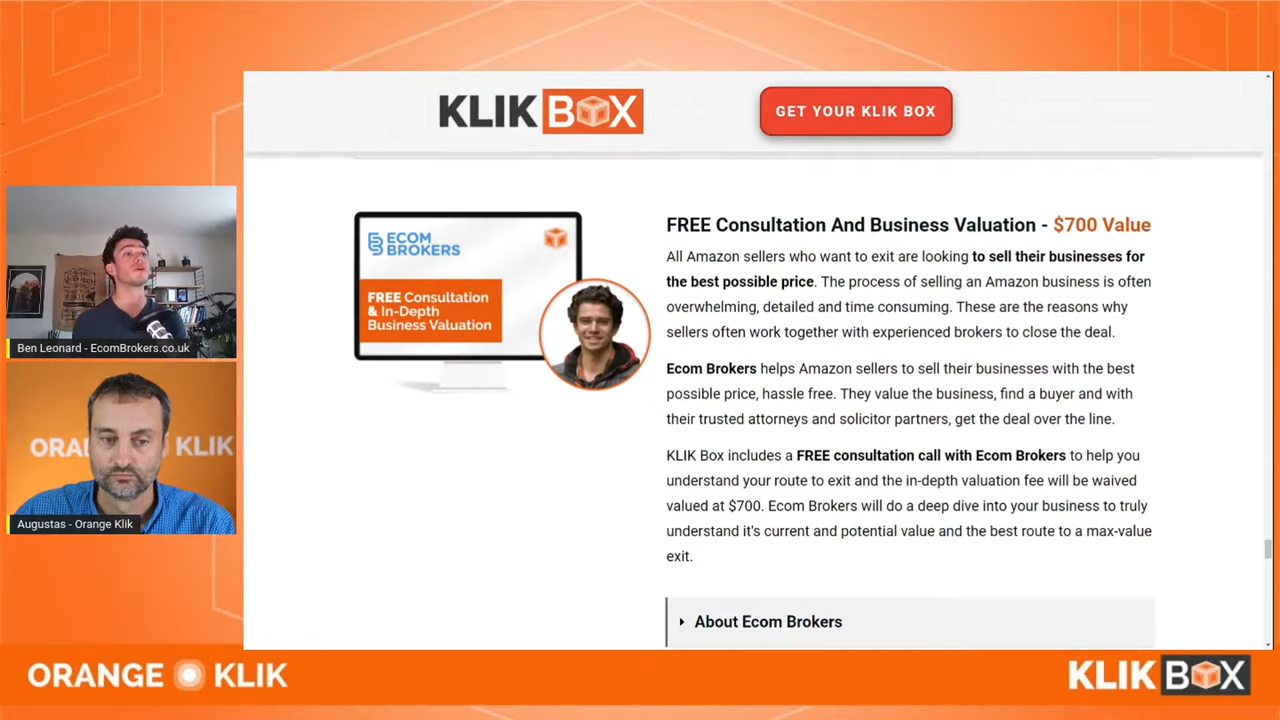 KLIK BOX
GET YOUR KLIK BOX
ECOM
BROKERS
FREE Consultation
& In-Depth
Business Valuation
FREE Consultation And Business Valuation - $700 Value
All Amazon sellers who want to exit are looking to sell their businesses for
the best possible price. The process of selling an Amazon business is often
overwhelming, detailed and time consuming. These are the reasons why
sellers often work together with experienced brokers to close the deal.
Ecom Brokers helps Amazon sellers to sell their businesses with the best
possible price, hassle free. They value the business, find a buyer and with
their trusted attorneys and solicitor partners, get the deal over the line.
KLIK Box includes a FREE consultation call with Ecom Brokers to help you
understand your route to exit and the in-depth valuation fee will be waived
valued at $700. Ecom Brokers will do a deep dive into your business to truly
understand it's current and potential value and the best route to a max-value
exit.
About Ecom Brokers
Ben Leonard - EcomBrokers.co.uk
KLIK
Augustas - Orange Klik
ORANGE KLIK
KLIK BOX